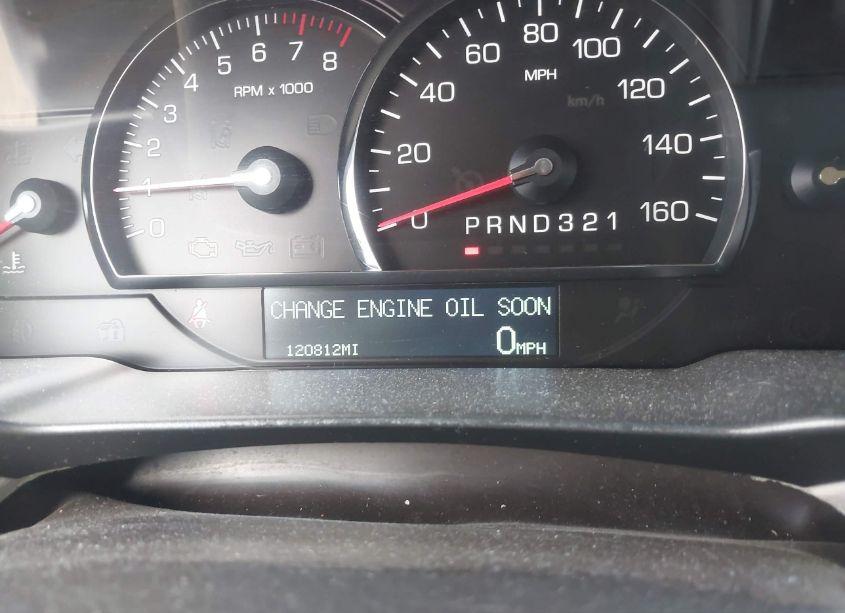 0 1 2 3 4 5 6 7 8
RPM x 1000
0 20 40 60 80 100 120 140 160
MPH
km/h
PRND321
CHANGE ENGINE OIL SOON
120812MI
0MPH